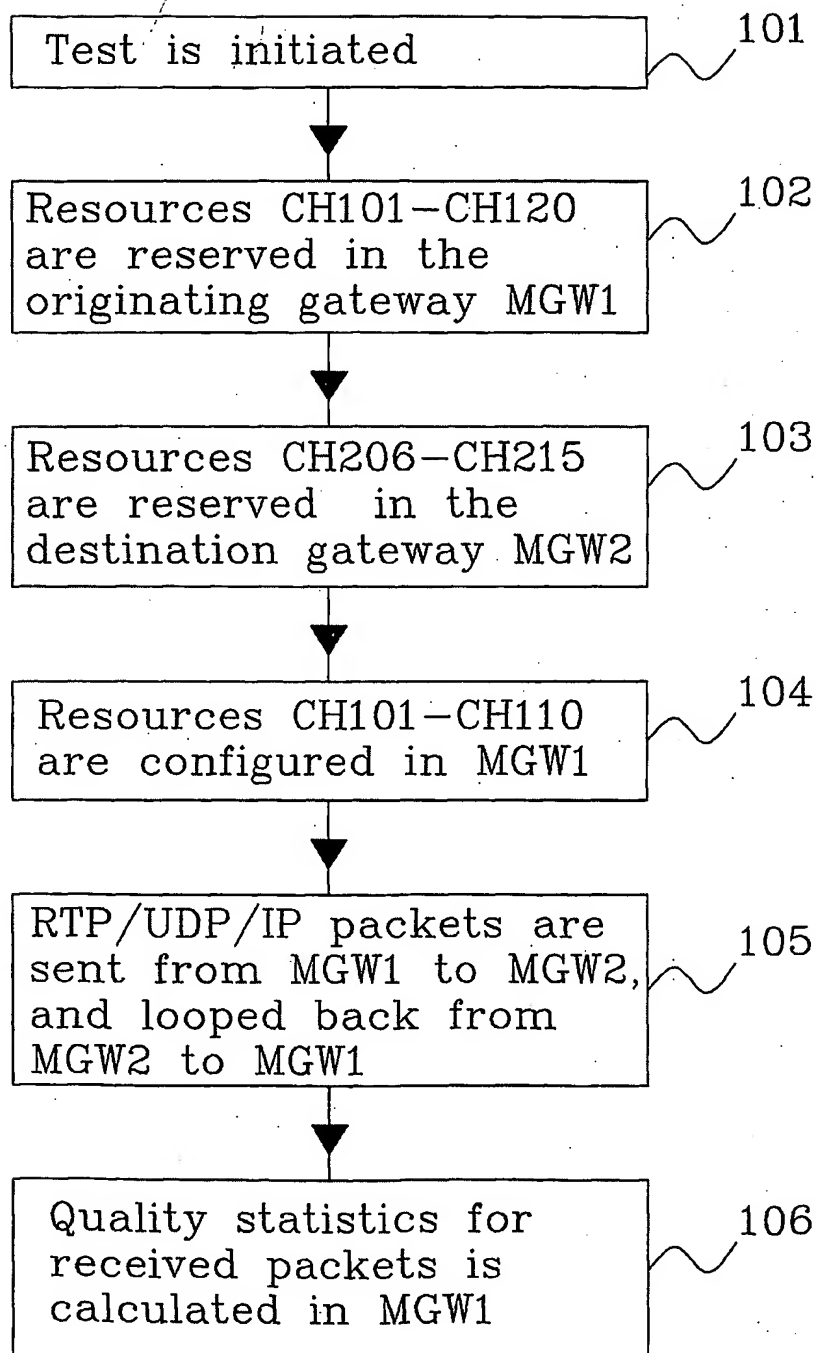 Test is initiated
101
Resources CH101-CH120
are reserved in the
originating gateway MGW1
102
Resources CH206-CH215
are reserved in the
destination gateway MGW2
103
Resources CH101-CH110
are configured in MGW1
104
RTP/UDP/IP packets are
sent from MGW1 to MGW2,
and looped back from
MGW2 to MGW1
105
Quality statistics for
received packets is
calculated in MGW1
106